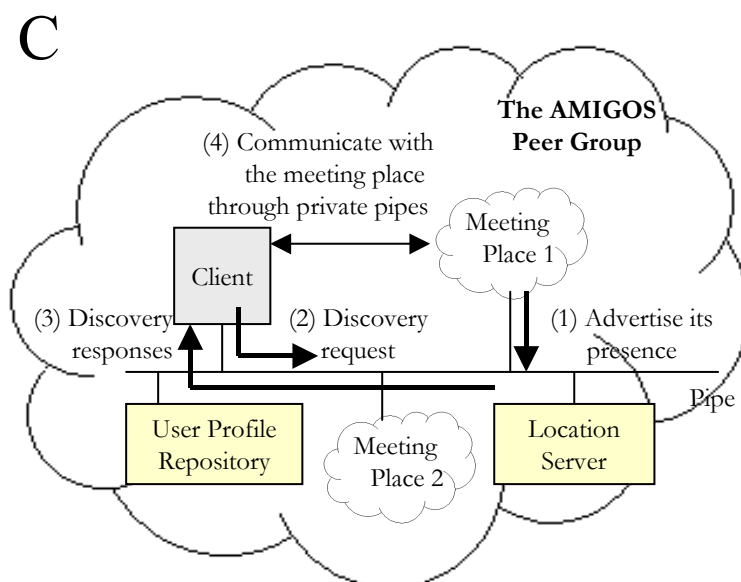 C
The AMIGOS
Peer Group
(4) Communicate with
the meeting place
through private pipes
Meeting
Place 1
Client
(3) Discovery
responses
(2) Discovery
request
(1) Advertise its
presence
Pipe
User Profile
Repository
Meeting
Place 2
Location
Server